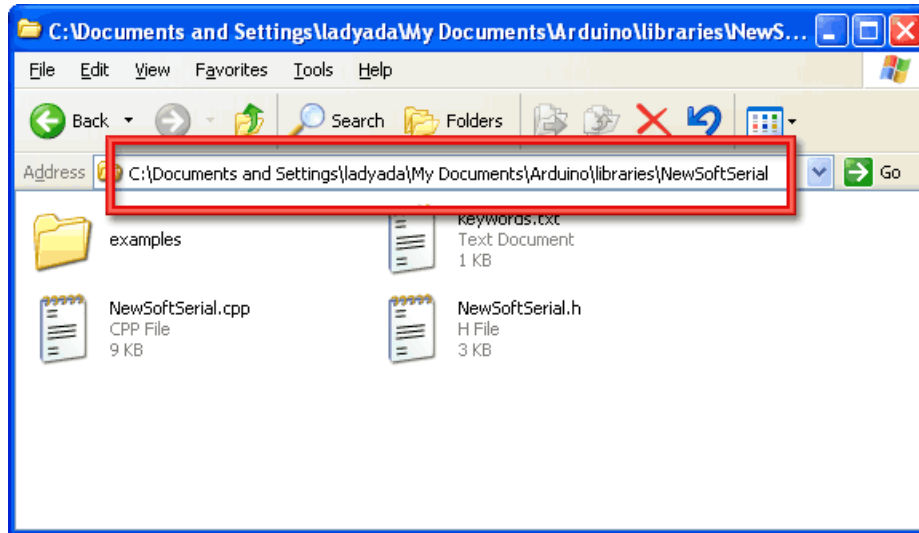 C:\Documents and Settings\ladyada\My Documents\Arduino\libraries\NewS...
File Edit View Favorites Tools Help
Back Search Folders
Address C:\Documents and Settings\ladyada\My Documents\Arduino\libraries\NewSoftSerial Go
examples
keywords.txt
Text Document
1 KB
NewSoftSerial.cpp
CPP File
9 KB
NewSoftSerial.h
H File
3 KB